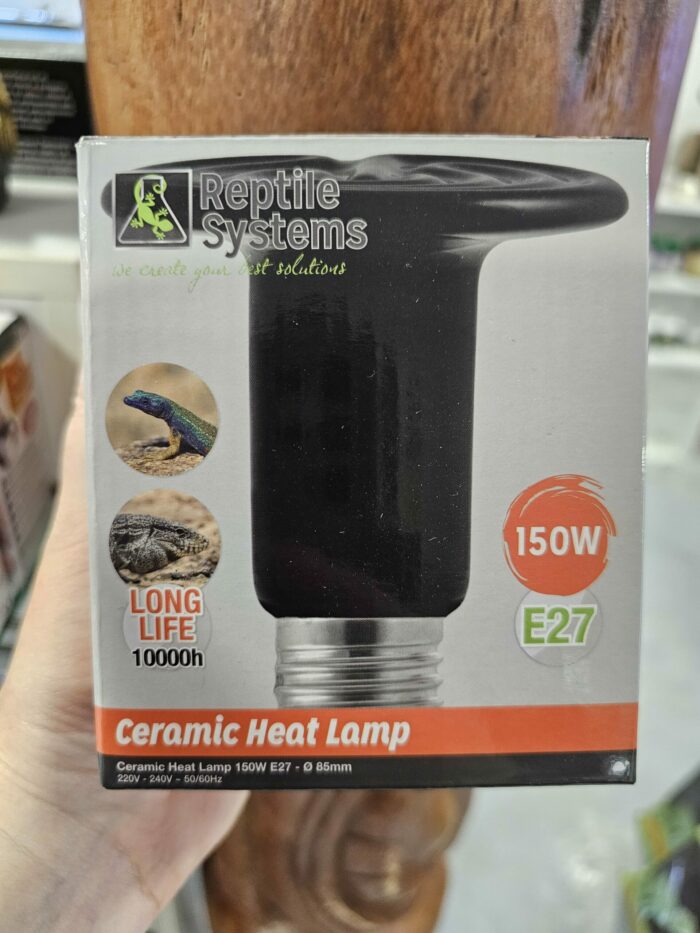 Reptile
Systems
we create your best solutions
150W
E27
LONG
LIFE
10000h
Ceramic Heat Lamp
Ceramic Heat Lamp 150W E27 - Ø 85mm
220V - 240V ~ 50/60Hz